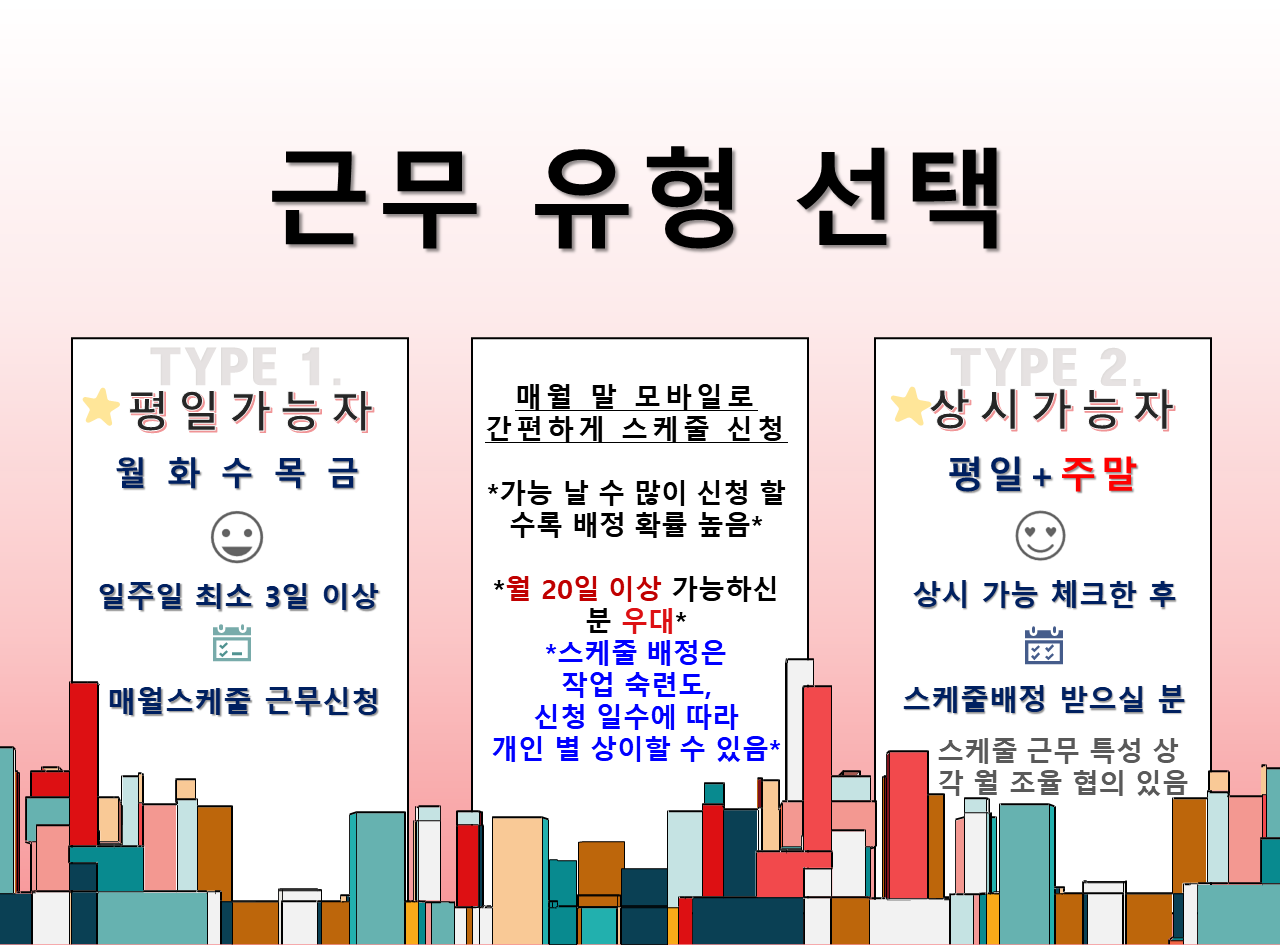 근무 유형 선택
TYPE 1.
평일가능자
월 화 수 목 금
일주일 최소 3일 이상
매월스케줄 근무신청
매월 말 모바일로
간편하게 스케줄 신청
*가능 날 수 많이 신청 할
수록 배정 확률 높음*
*월 20일 이상 가능하신
분 우대*
*스케줄 배정은
작업 숙련도,
신청 일수에 따라
개인 별 상이할 수 있음*
TYPE 2.
상시가능자
평일+주말
상시 가능 체크한 후
스케줄배정 받으실 분
스케줄 근무 특성 상
각 월 조율 협의 있음